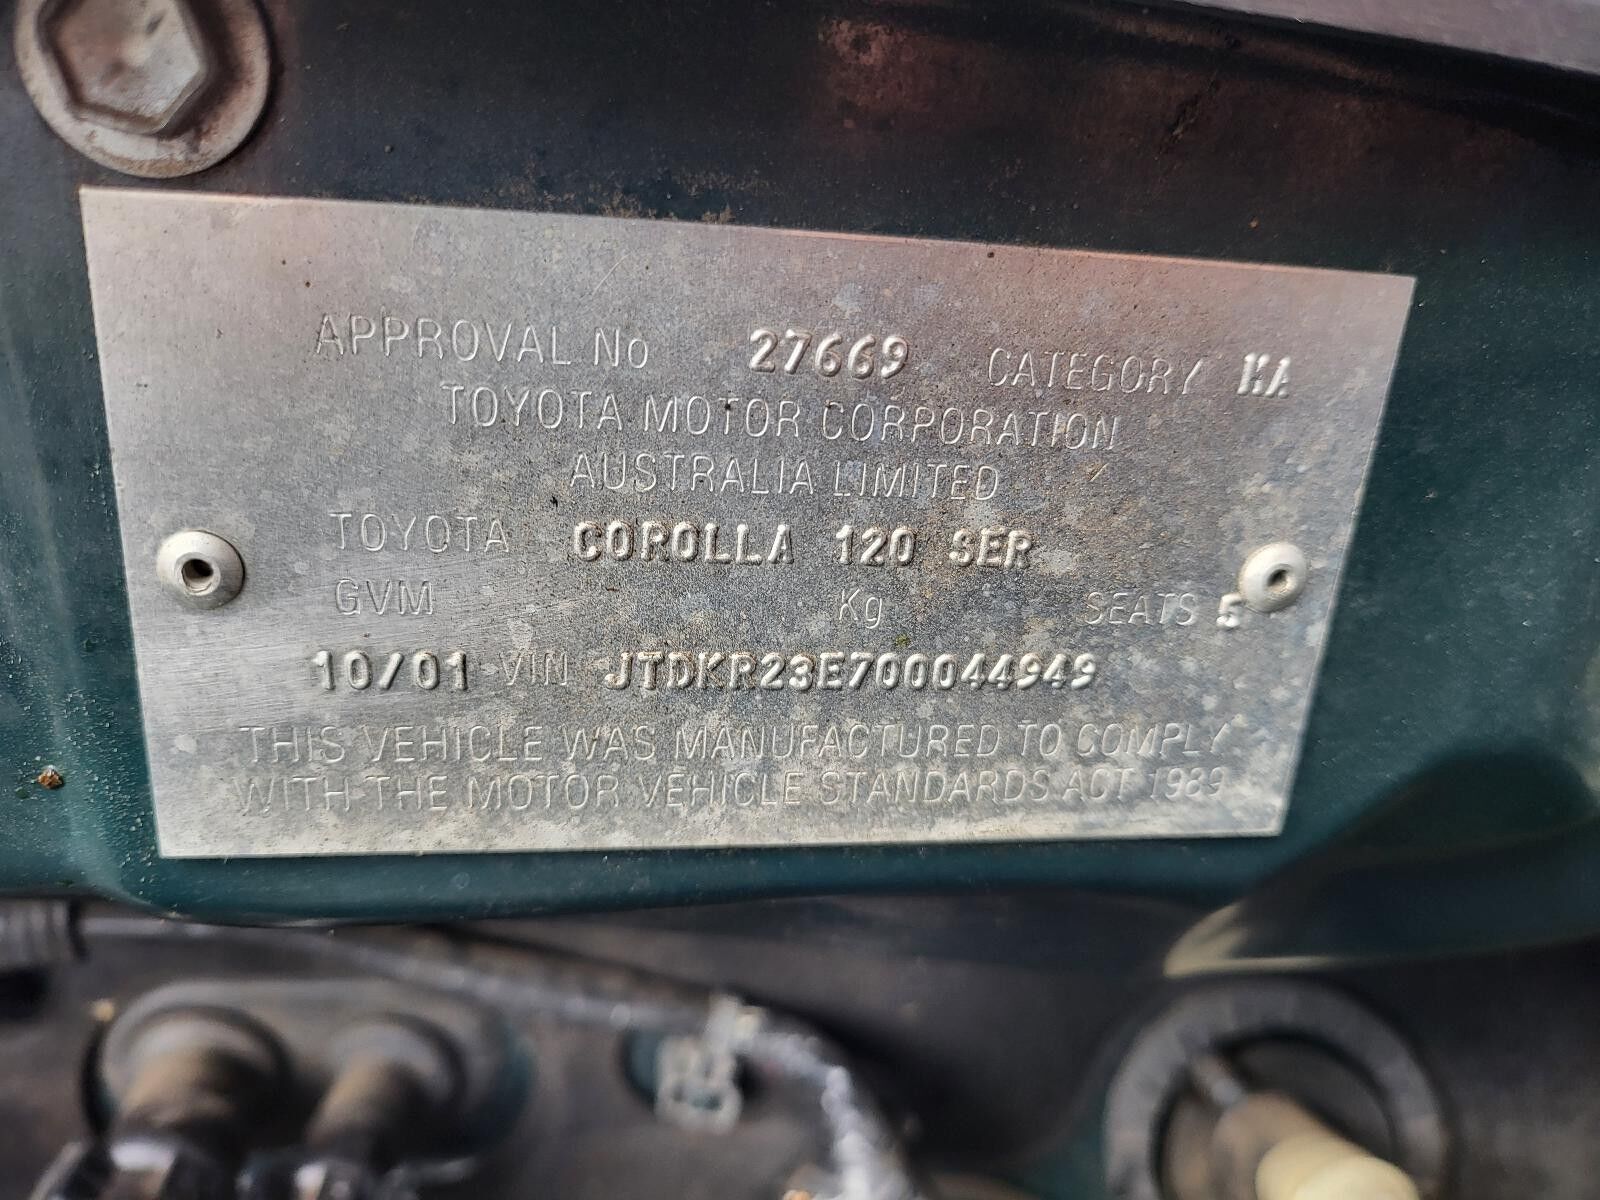 APPROVAL No 27669 CATEGORY MA
TOYOTA MOTOR CORPORATION
AUSTRALIA LIMITED
TOYOTA COROLLA 120 SER
GVM Kg SEATS 5
10/01 VIN JTDKR23E700044949
THIS VEHICLE WAS MANUFACTURED TO COMPLY
WITH THE MOTOR VEHICLE STANDARDS ACT 1989